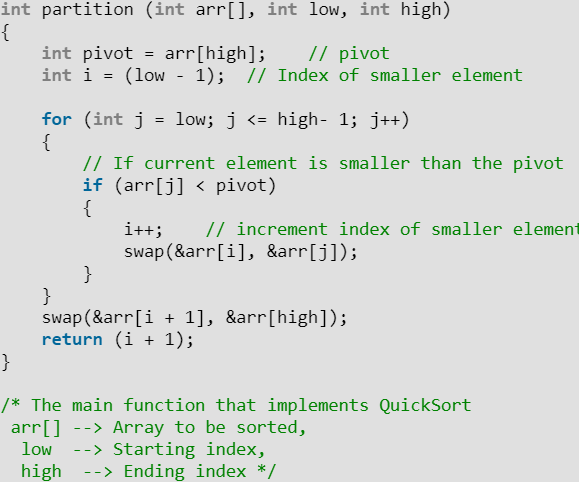 int partition (int arr[], int low, int high)
{
    int pivot = arr[high];    // pivot
    int i = (low - 1);  // Index of smaller element

    for (int j = low; j <= high- 1; j++)
    {
        // If current element is smaller than the pivot
        if (arr[j] < pivot)
        {
            i++;    // increment index of smaller element
            swap(&arr[i], &arr[j]);
        }
    }
    swap(&arr[i + 1], &arr[high]);
    return (i + 1);
}

/* The main function that implements QuickSort
 arr[] --> Array to be sorted,
  low  --> Starting index,
  high  --> Ending index */